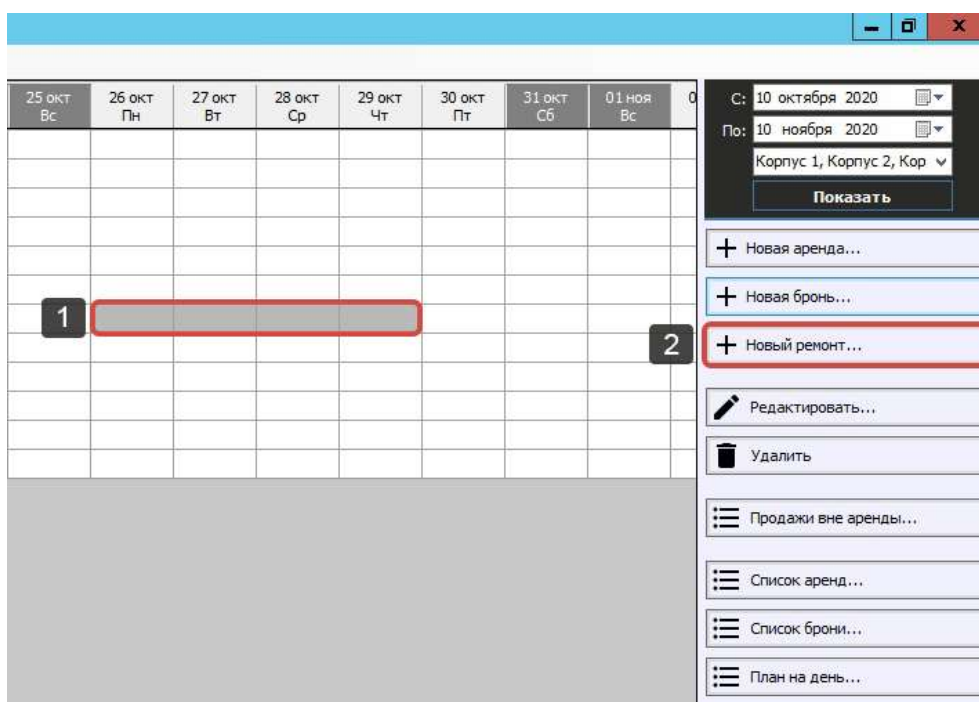 25 окт 26 окт 27 окт 28 окт 29 окт 30 окт 31 окт 01 ноя 0
Вс Пн Вт Ср Чт Пт Сб Вс
С: 10 октября 2020
По: 10 ноября 2020
Корпус 1, Корпус 2, Кор
Показать
Новая аренда...
Новая бронь...
1
2
Новый ремонт...
Редактировать...
Удалить
Продажи вне аренды...
Список аренд...
Список брони...
План на день...